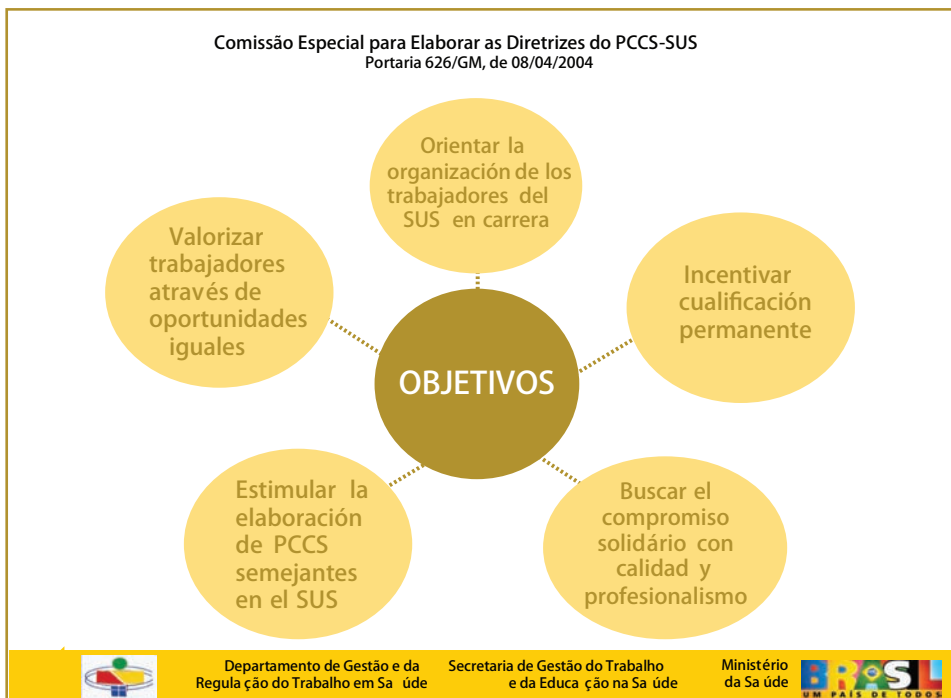 Comissão Especial para Elaborar as Diretrizes do PCCS-SUS
Portaria 626/GM, de 08/04/2004
Orientar la
organización de los
trabajadores del
SUS en carrera
Valorizar
trabajadores
através de
oportunidades
iguales
Incentivar
cualificación
permanente
OBJETIVOS
Estimular la
elaboración
de PCCS
semejantes
en el SUS
Buscar el
compromiso
solidário con
calidad y
profesionalismo
Departamento de Gestão e da
Regula ção do Trabalho em Sa úde
Secretaria de Gestão do Trabalho
e da Educa ção na Sa úde
Ministério
da Sa úde
BRASIL
UM PAÍS DE TODOS